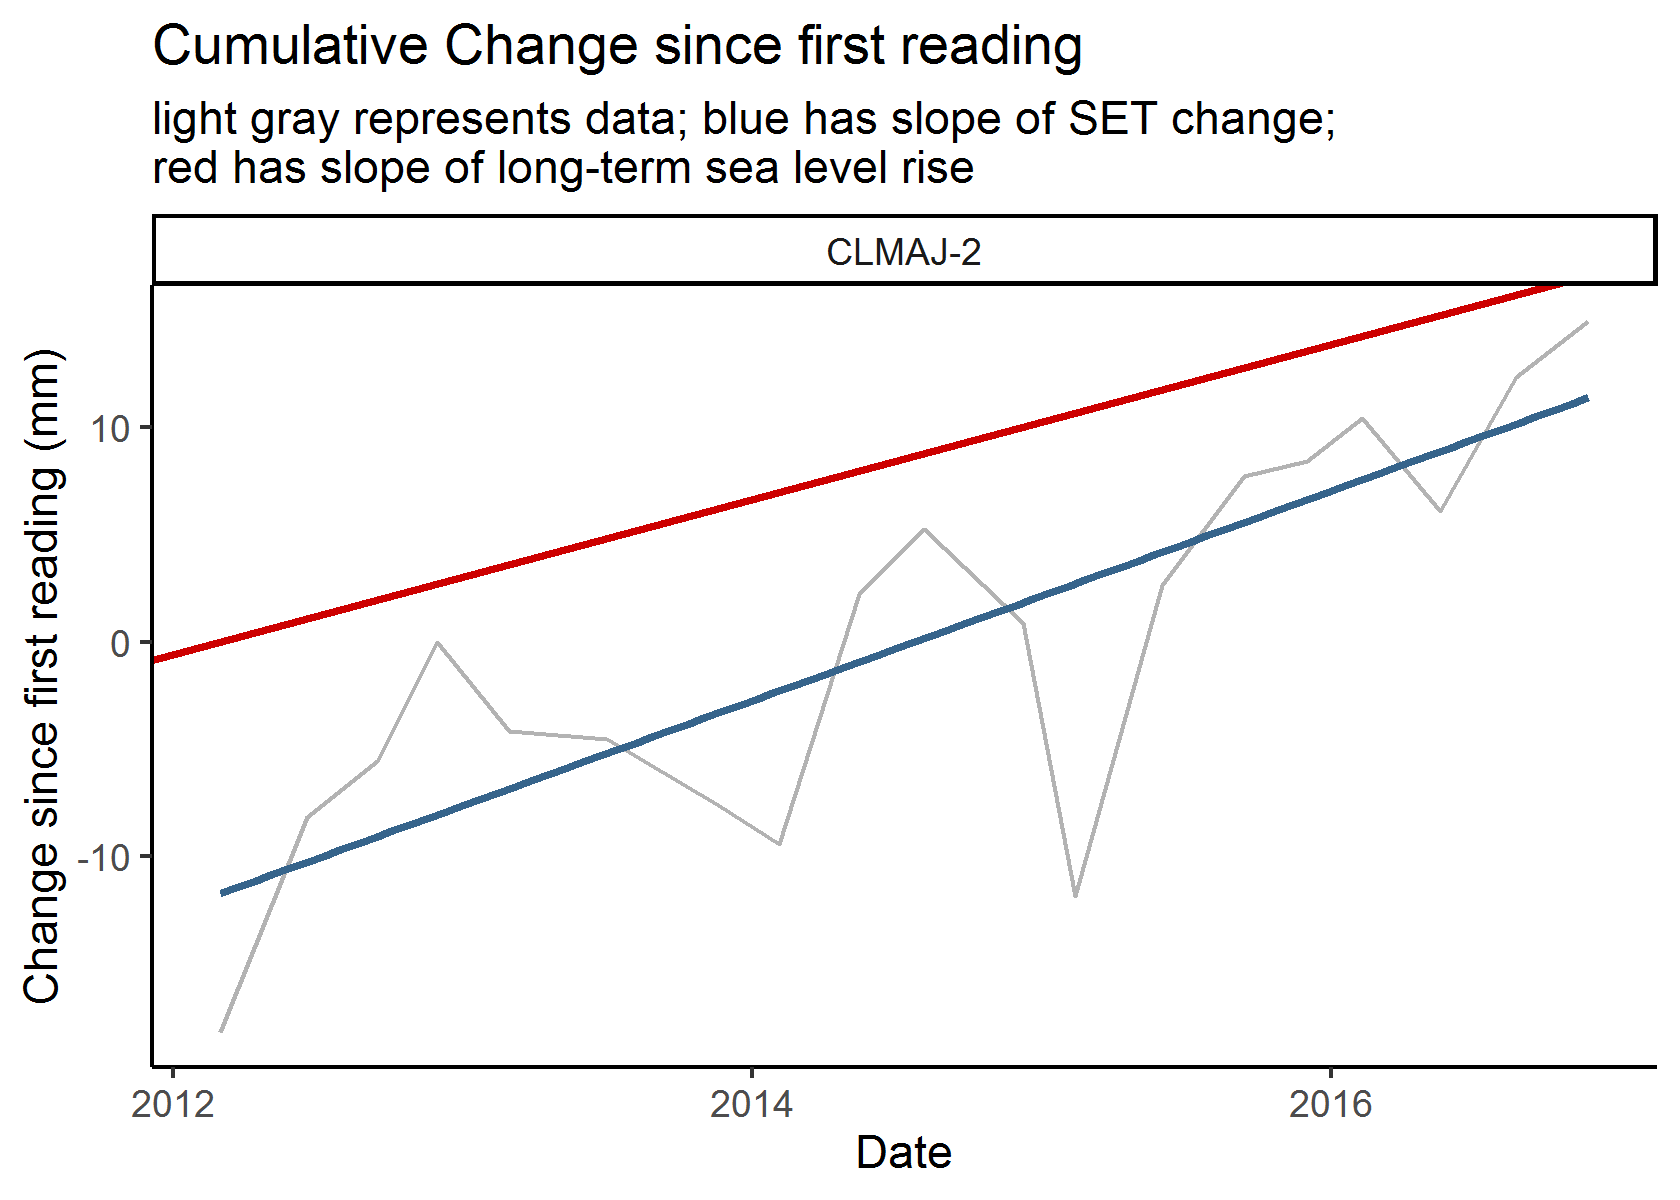 Cumulative Change since first reading
light gray represents data; blue has slope of SET change;
red has slope of long-term sea level rise
CLMAJ-2
Change since first reading (mm)
10
0
-10
2012
2014
2016
Date